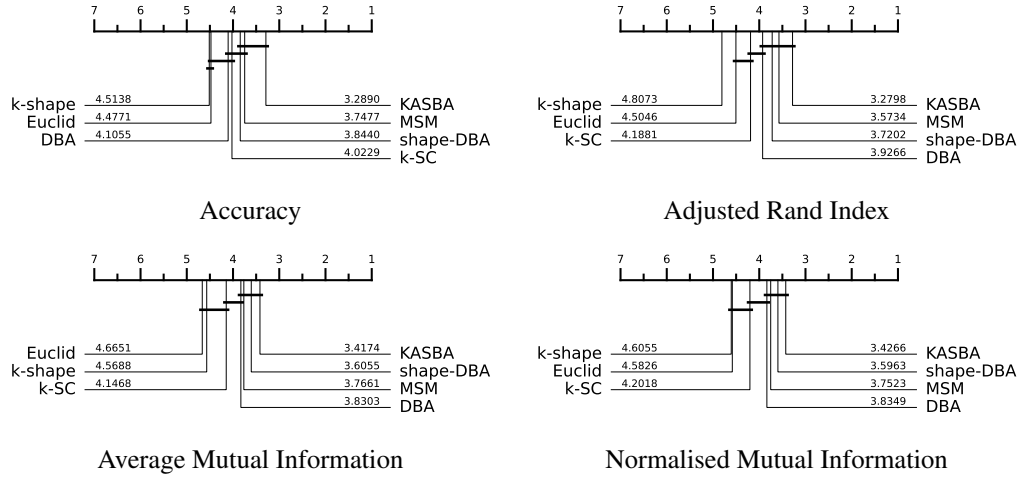 7 6 5 4 3 2 1
k-shape 4.5138 3.2890 KASBA
Euclid 4.4771 3.7477 MSM
DBA 4.1055 3.8440 shape-DBA
4.0229 k-SC
Accuracy
7 6 5 4 3 2 1
k-shape 4.8073 3.2798 KASBA
Euclid 4.5046 3.5734 MSM
k-SC 4.1881 3.7202 shape-DBA
3.9266 DBA
Adjusted Rand Index
7 6 5 4 3 2 1
Euclid 4.6651 3.4174 KASBA
k-shape 4.5688 3.6055 shape-DBA
k-SC 4.1468 3.7661 MSM
3.8303 DBA
Average Mutual Information
7 6 5 4 3 2 1
k-shape 4.6055 3.4266 KASBA
Euclid 4.5826 3.5963 shape-DBA
k-SC 4.2018 3.7523 MSM
3.8349 DBA
Normalised Mutual Information